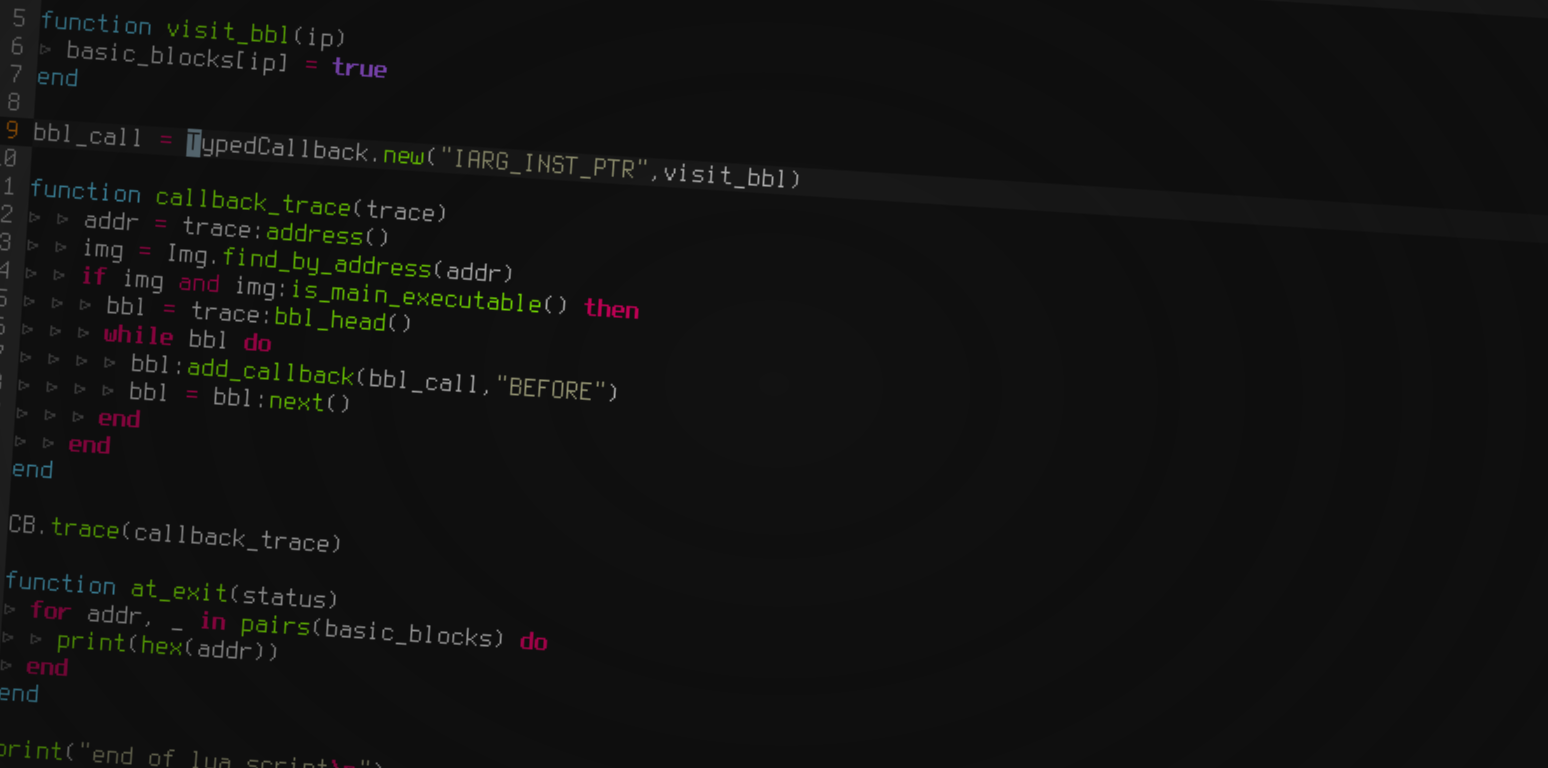 5 function visit_bbl(ip)
6 ▹ basic_blocks[ip] = true
7 end
8
9 bbl_call = TypedCallback.new("IARG_INST_PTR",visit_bbl)
0
1 function callback_trace(trace)
2 ▹ ▹ addr = trace:address()
3 ▹ ▹ img = Img.find_by_address(addr)
4 ▹ ▹ if img and img:is_main_executable() then
5 ▹ ▹ ▹ bbl = trace:bbl_head()
6 ▹ ▹ ▹ while bbl do
7 ▹ ▹ ▹ ▹ bbl:add_callback(bbl_call,"BEFORE")
8 ▹ ▹ ▹ ▹ bbl = bbl:next()
▹ ▹ ▹ end
▹ ▹ end
end
CB.trace(callback_trace)
function at_exit(status)
▹ for addr, _ in pairs(basic_blocks) do
▹ ▹ print(hex(addr))
▹ end
end
print("end of lua script\n")